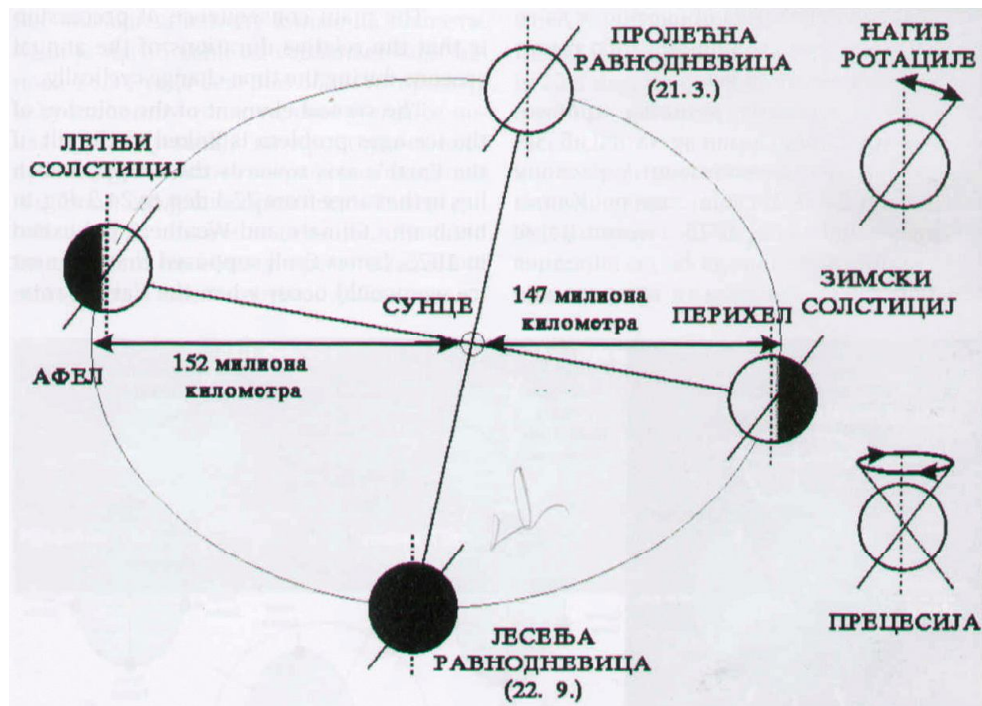 ПРОЛЕЋНА
РАВНОДНЕВИЦА
(21. 3.)
НАГИБ
РОТАЦИЈЕ
ЛЕТЊИ
СОЛСТИЦИЈ
СУНЦЕ
147 милиона
километра
ПЕРИХЕЛ
ЗИМСКИ
СОЛСТИЦИЈ
152 милиона
километра
АФЕЛ
ПРЕЦЕСИЈА
ЛЕСЕЊА
РАВНОДНЕВИЦА
(22. 9.)